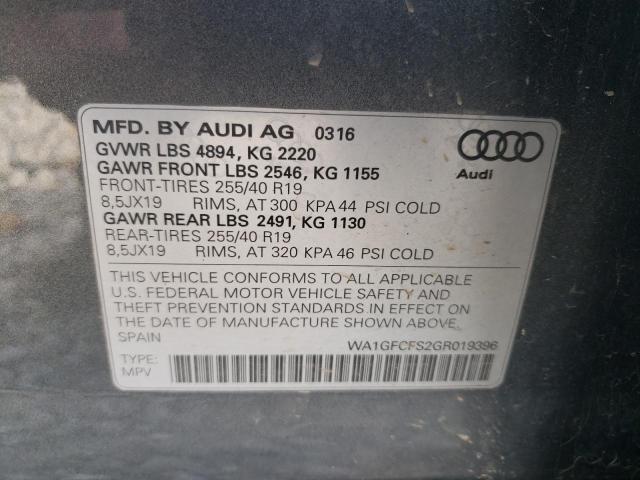 MFD. BY AUDI AG 0316
GVWR LBS 4894, KG 2220
GAWR FRONT LBS 2546, KG 1155
FRONT-TIRES 255/40 R19
8,5JX19 RIMS, AT 300 KPA 44 PSI COLD
GAWR REAR LBS 2491, KG 1130
REAR-TIRES 255/40 R19
8,5JX19 RIMS, AT 320 KPA 46 PSI COLD
Audi
THIS VEHICLE CONFORMS TO ALL APPLICABLE
U.S. FEDERAL MOTOR VEHICLE SAFETY AND
THEFT PREVENTION STANDARDS IN EFFECT ON
THE DATE OF MANUFACTURE SHOWN ABOVE.
SPAIN WA1GFCFS2GR019396
TYPE:
MPV